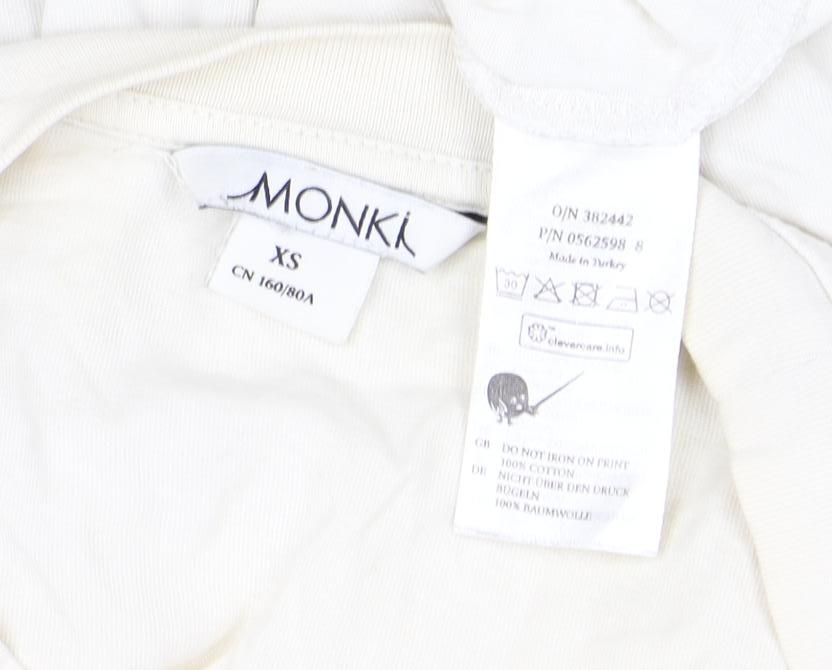 MONKI
XS
CN 160/80A
O/N 382442
P/N 0562598 8
Made in Turkey
30
clevercare.info
GB DO NOT IRON ON PRINT
100% COTTON
DE NICHT ÜBER DEN DRUCK
BÜGELN
100% BAUMWOLLE